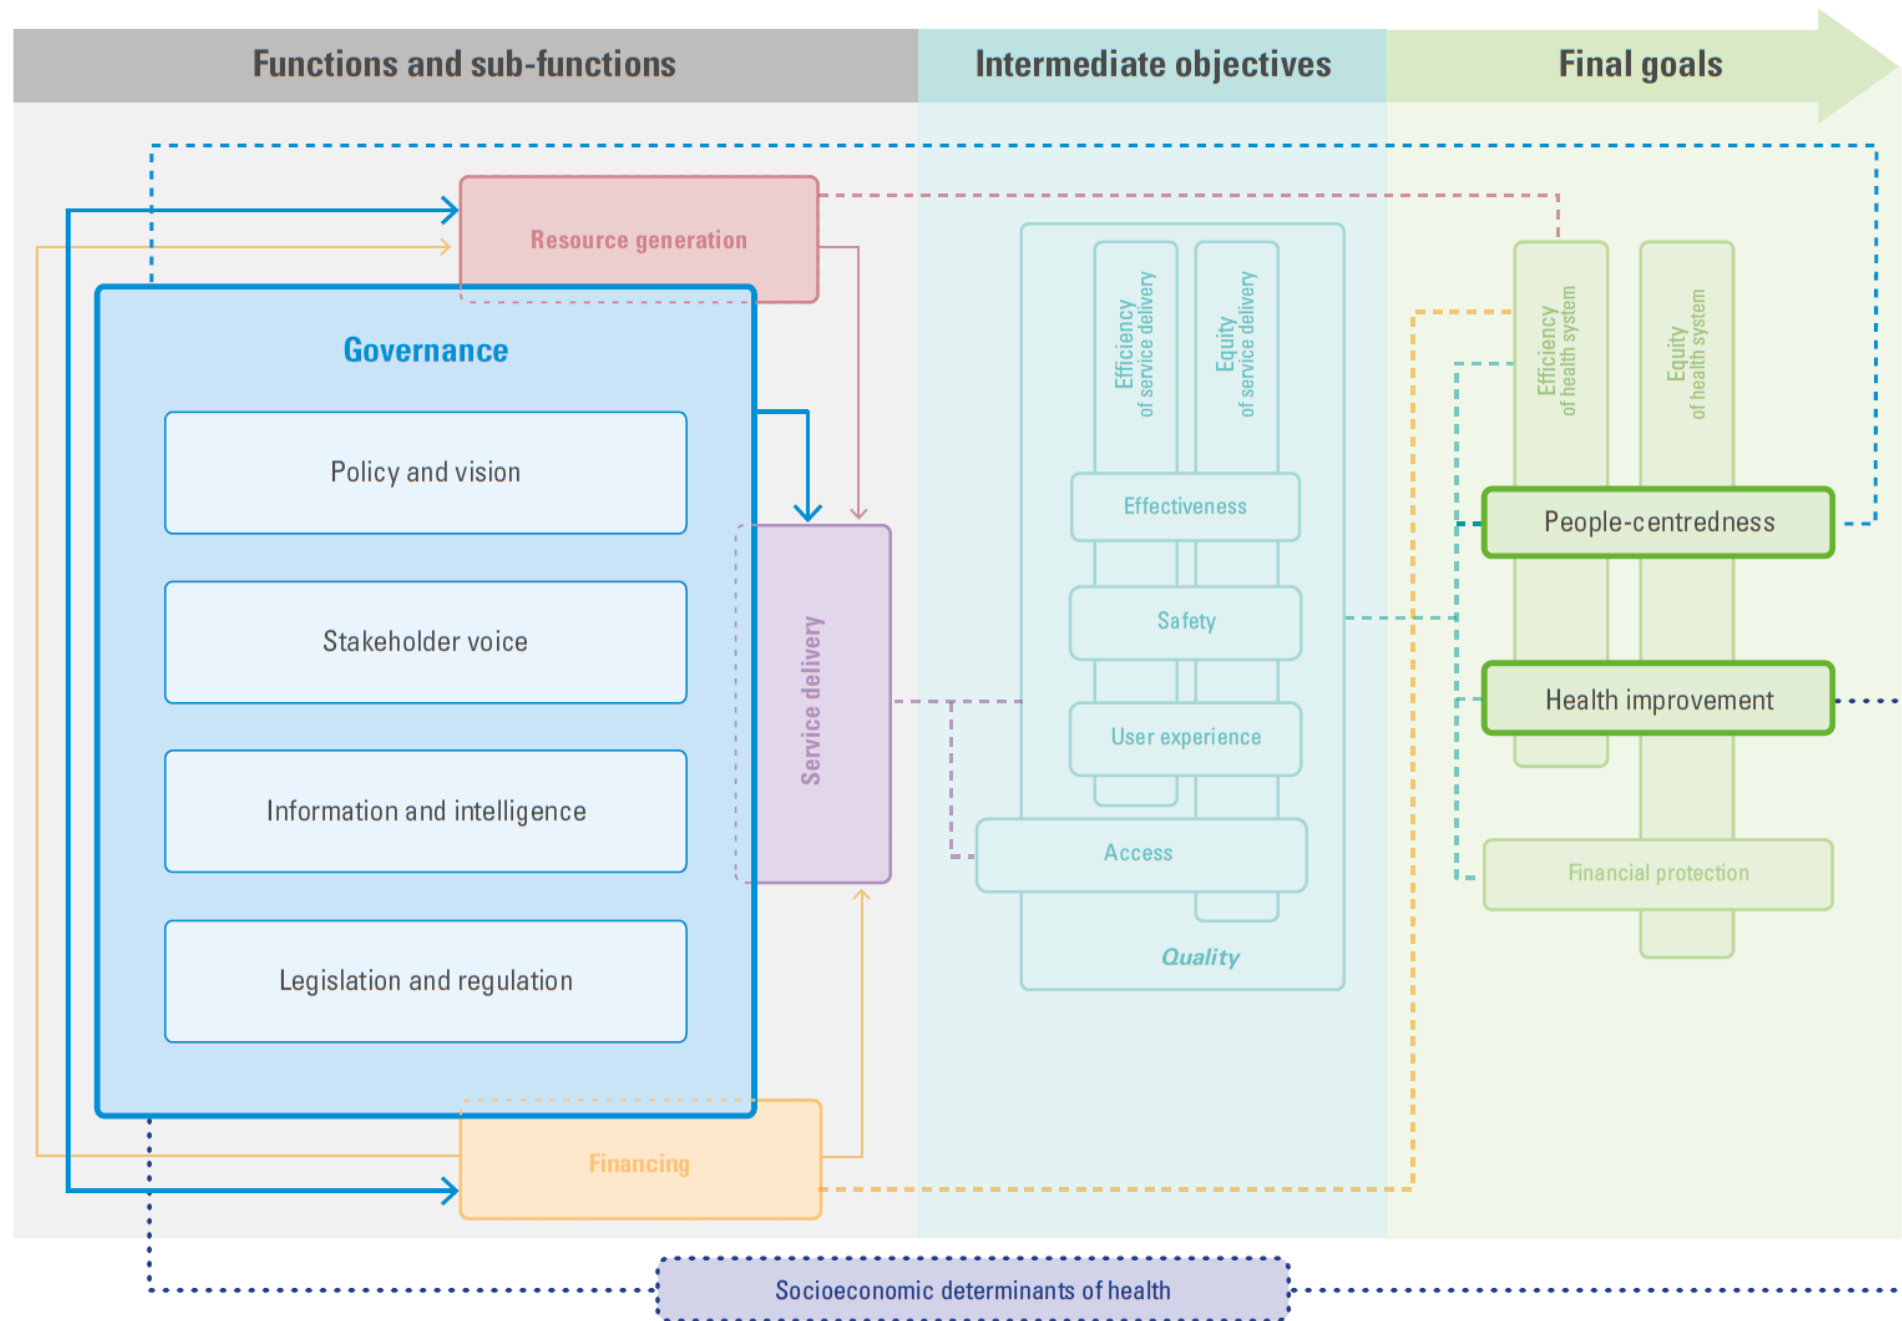 Functions and sub-functions
Intermediate objectives
Final goals
Resource generation
Governance
Policy and vision
Stakeholder voice
Information and intelligence
Legislation and regulation
Service delivery
Financing
Efficiency
of service delivery
Equity
of service delivery
Effectiveness
Safety
User experience
Access
Quality
Efficiency
of health system
Equity
of health system
People-centredness
Health improvement
Financial protection
Socioeconomic determinants of health